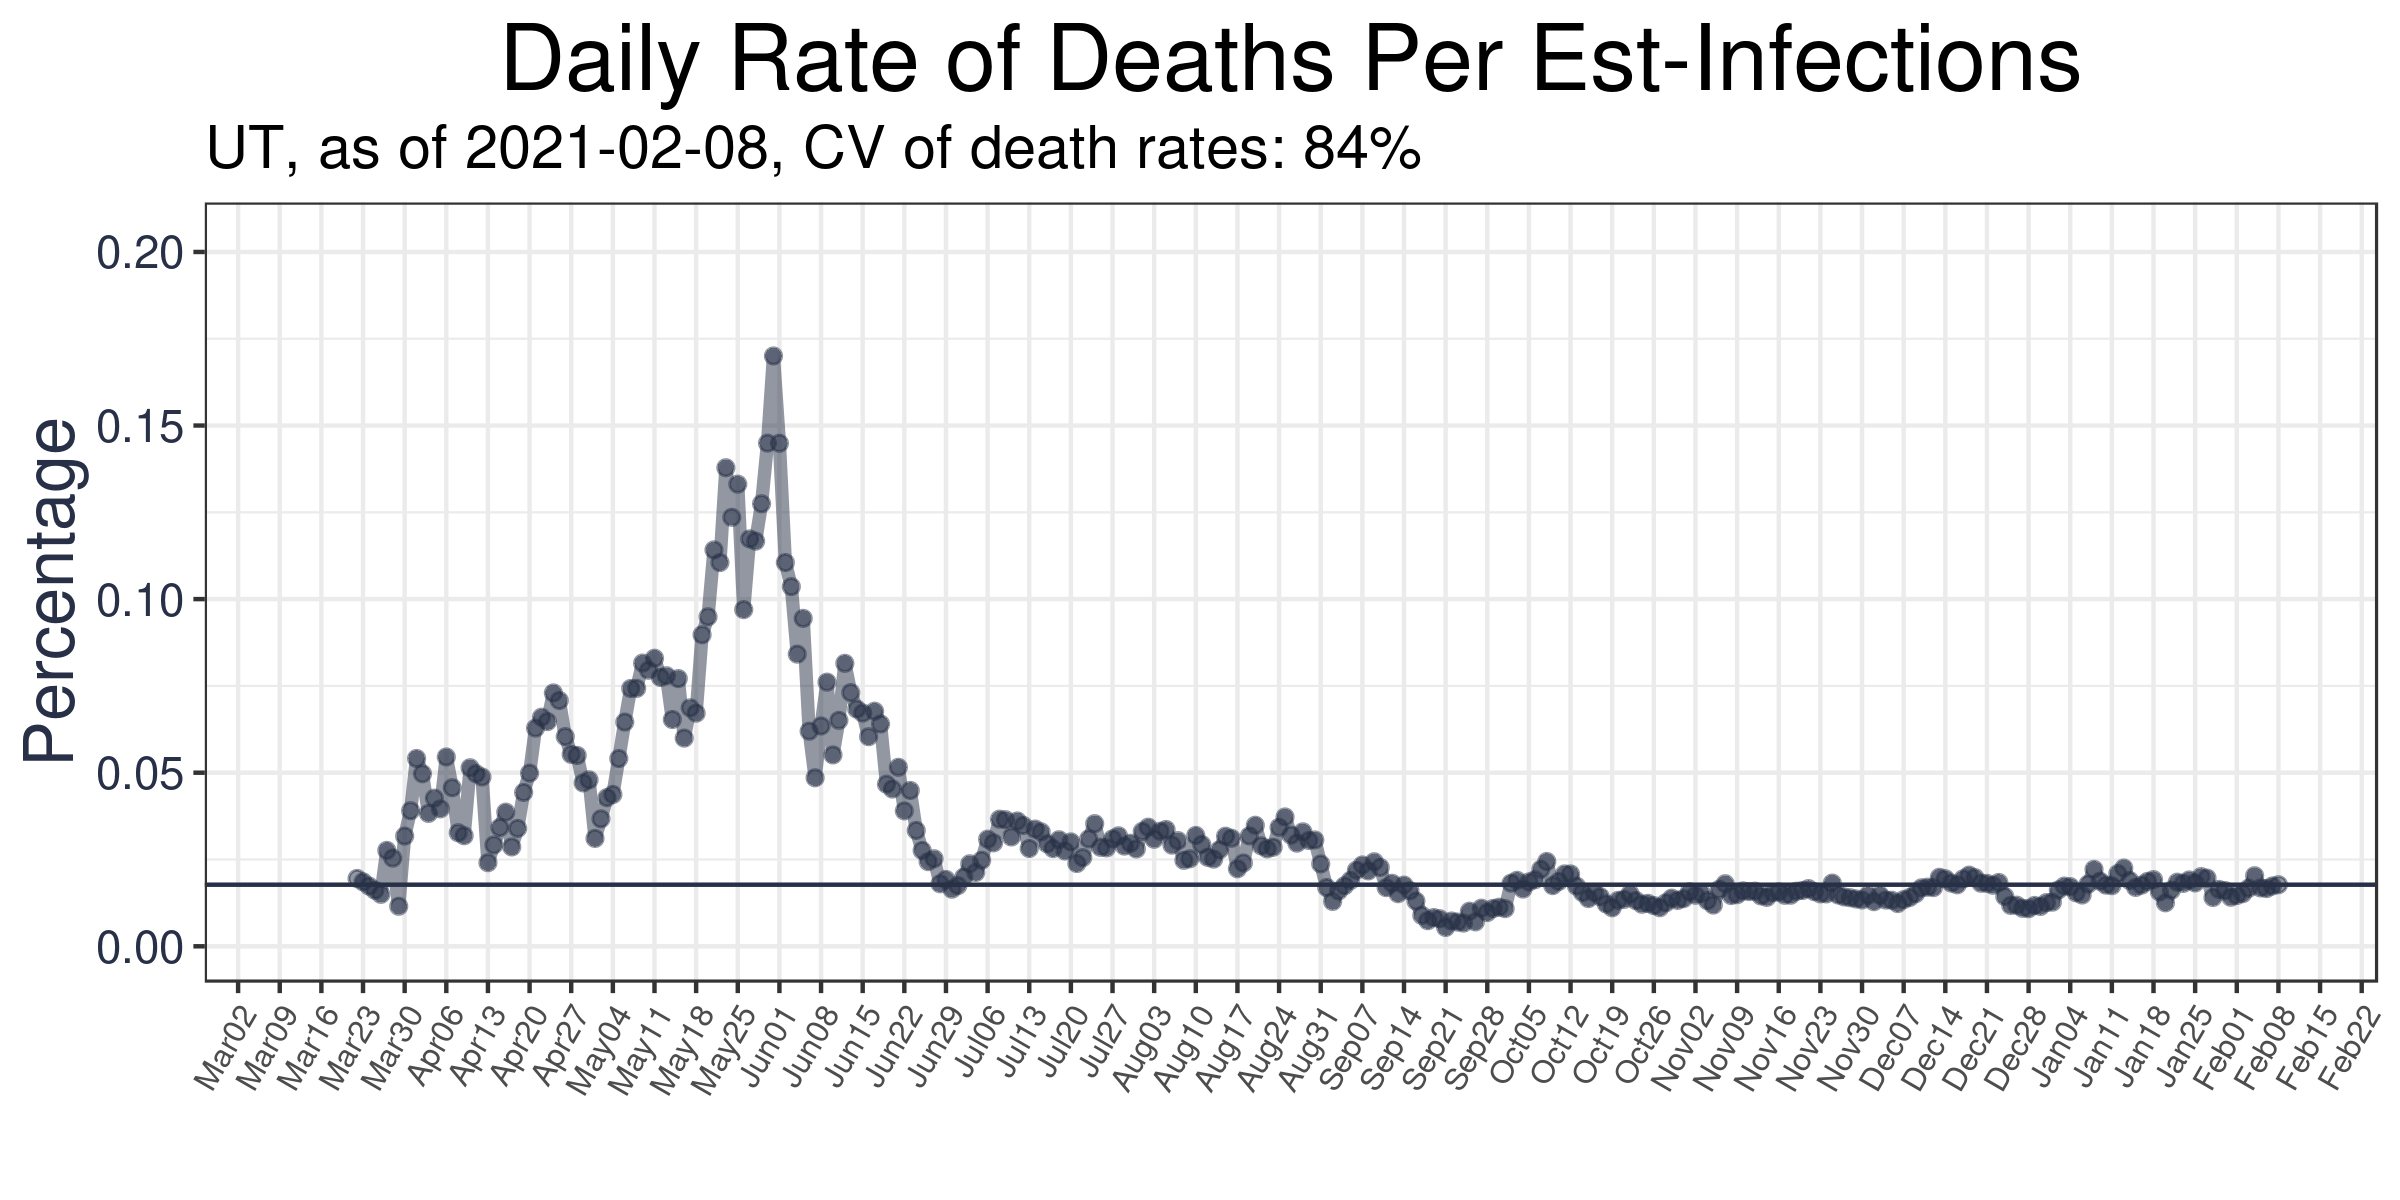 Daily Rate of Deaths Per Est-Infections
UT, as of 2021-02-08, CV of death rates: 84%
Percentage
0.20
0.15
0.10
0.05
0.00
Mar02
Mar09
Mar16
Mar23
Mar30
Apr06
Apr13
Apr20
Apr27
May04
May11
May18
May25
Jun01
Jun08
Jun15
Jun22
Jun29
Jul06
Jul13
Jul20
Jul27
Aug03
Aug10
Aug17
Aug24
Aug31
Sep07
Sep14
Sep21
Sep28
Oct05
Oct12
Oct19
Oct26
Nov02
Nov09
Nov16
Nov23
Nov30
Dec07
Dec14
Dec21
Dec28
Jan04
Jan11
Jan18
Jan25
Feb01
Feb08
Feb15
Feb22